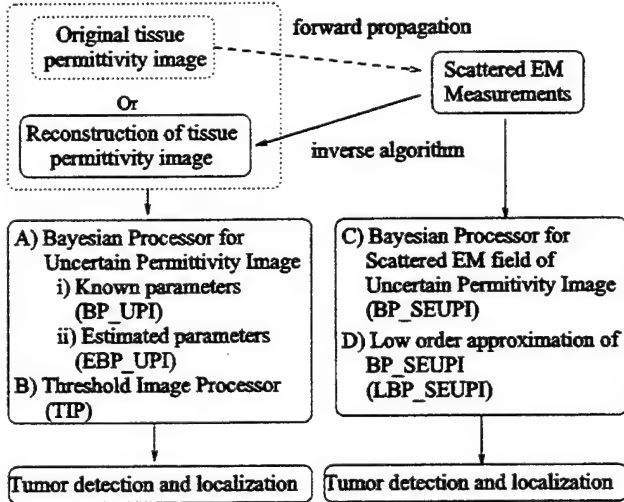 Original tissue
permittivity image
forward propagation
Scattered EM
Measurements
Or
Reconstruction of tissue
permittivity image
inverse algorithm
A) Bayesian Processor for
Uncertain Permittivity Image
i) Known parameters
(BP_UPI)
ii) Estimated parameters
(EBP_UPI)
B) Threshold Image Processor
(TIP)
C) Bayesian Processor for
Scattered EM field of
Uncertain Permitivity Image
(BP_SEUPI)
D) Low order approximation of
BP_SEUPI
(LBP_SEUPI)
Tumor detection and localization
Tumor detection and localization